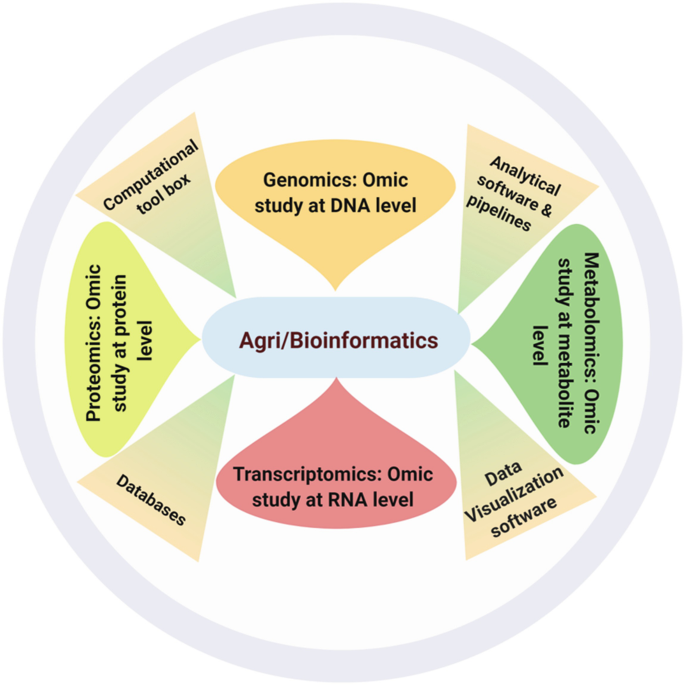 Computational
tool box
Genomics: Omic
study at DNA level
Analytical
software &
pipelines
Proteomics: Omic
study at protein
level
Agri/Bioinformatics
Metabolomics: Omic
study at metabolite
level
Databases
Transcriptomics: Omic
study at RNA level
Data
Visualization
software